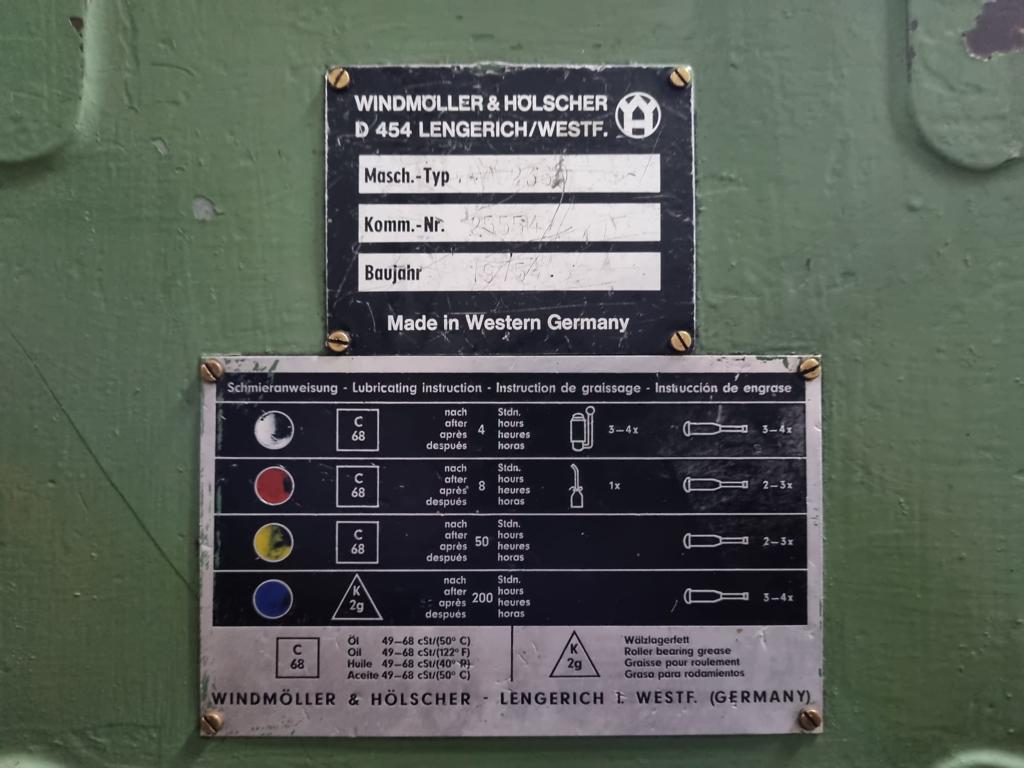 WINDMÖLLER & HÖLSCHER
D 454 LENGERICH/WESTF.
Masch.-Typ
Komm.-Nr.
Baujahr
Made in Western Germany
Schmieranweisung - Lubricating instruction - Instruction de graissage - Instrucción de engrase
C
68
nach
after
après
después
4
Stdn.
hours
heures
horas
3–4x
3–4x
C
68
nach
after
après
después
8
Stdn.
hours
heures
horas
1x
2–3x
C
68
nach
after
après
después
50
Stdn.
hours
heures
horas
2–3x
K
2g
nach
after
après
después
200
Stdn.
hours
heures
horas
3–4x
C
68
Öl 49–68 cSt/(50° C)
Oil 49–68 cSt/(122° F)
Huile 49–68 cSt/(40° R)
Aceite 49–68 cSt/(50° C)
K
2g
Wälzlagerfett
Roller bearing grease
Graisse pour roulement
Grasa para rodamientos
WINDMÖLLER & HÖLSCHER - LENGERICH I. WESTF. (GERMANY)